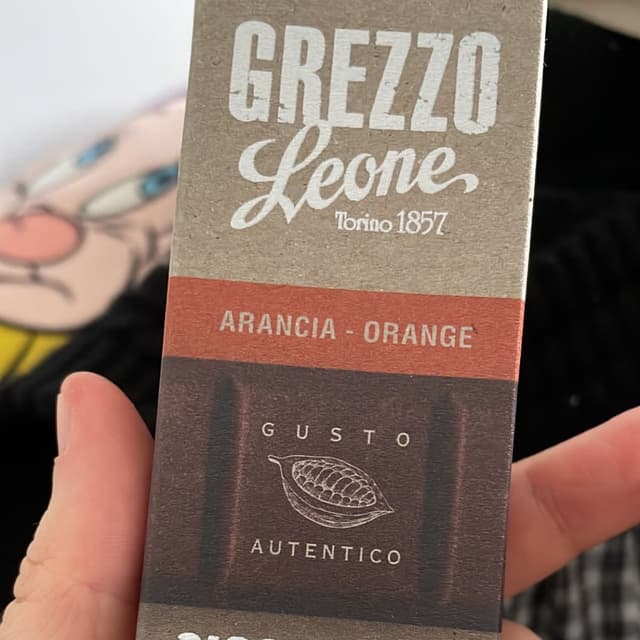 GREZZO
Leone
Torino 1857
ARANCIA - ORANGE
GUSTO
AUTENTICO